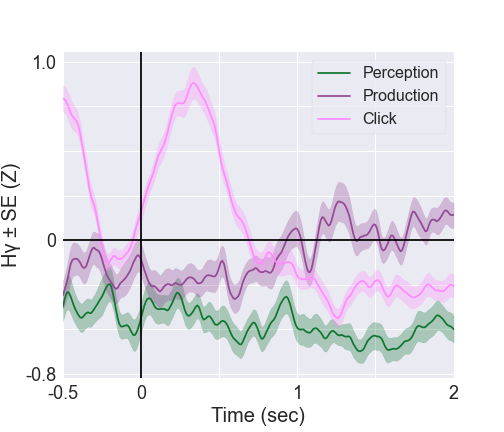 1.0
0
-0.8
Hγ ± SE (Z)
Perception
Production
Click
-0.5 0 1 2
Time (sec)